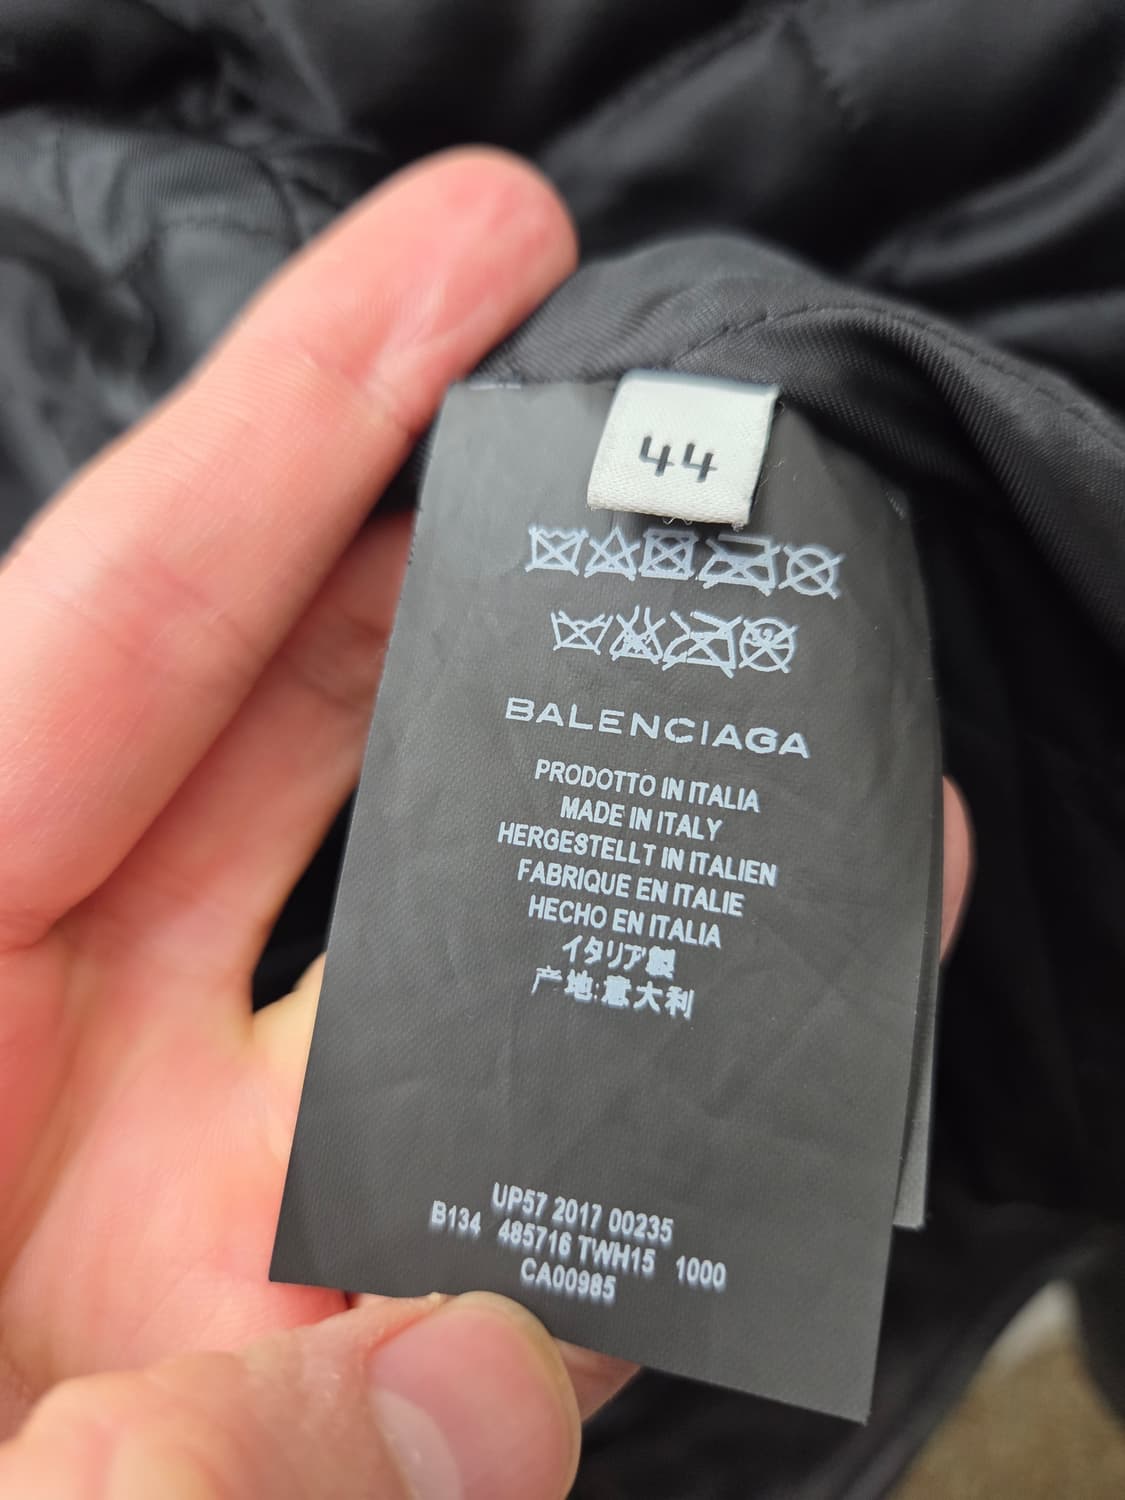 44
BALENCIAGA
PRODOTTO IN ITALIA
MADE IN ITALY
HERGESTELLT IN ITALIEN
FABRIQUE EN ITALIE
HECHO EN ITALIA
イタリア製
产地:意大利
UP57 2017 00235
B134 485716 TWH15 1000
CA00985